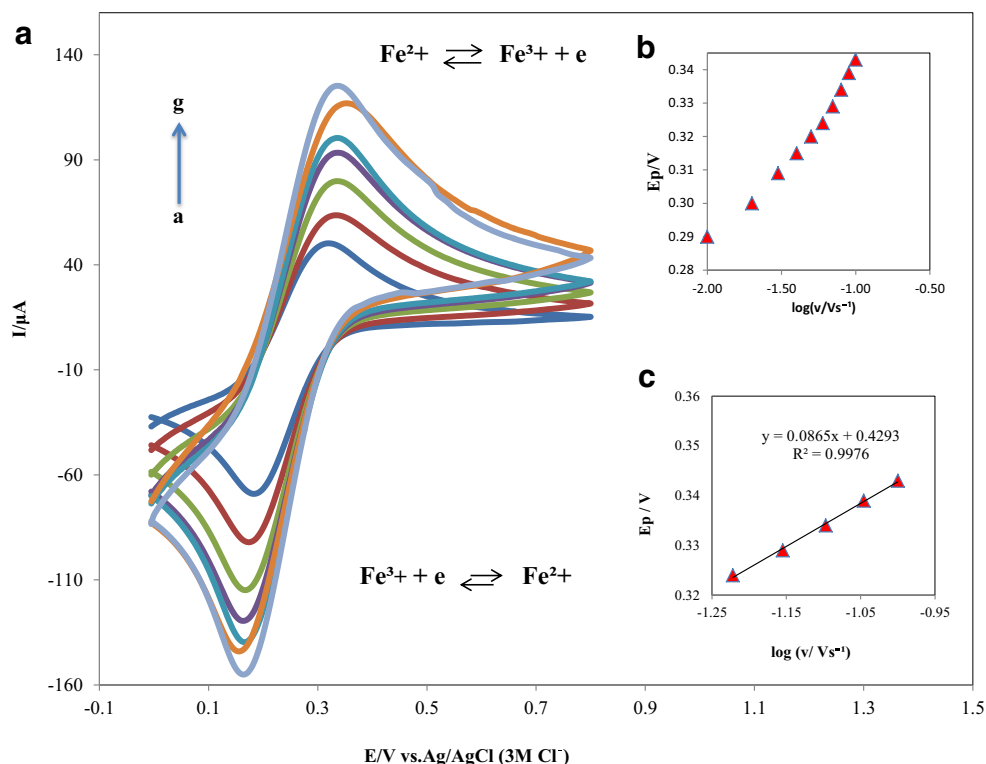 a
140
90
40
-10
-60
-110
-160
I/µA
-0.1 0.1 0.3 0.5 0.7 0.9 1.1 1.3 1.5
E/V vs.Ag/AgCl (3M Cl⁻)
g
a
Fe²+ ⇌ Fe³+ + e
Fe³+ + e ⇌ Fe²+
b
0.34
0.33
0.32
0.31
0.30
0.29
0.28
Ep/V
-2.00 -1.50 -1.00 -0.50
log(v/Vs⁻¹)
c
0.36
0.35
0.34
0.33
0.32
Ep / V
y = 0.0865x + 0.4293
R² = 0.9976
-1.25 -1.15 -1.05 -0.95
log (v/ Vs⁻¹)